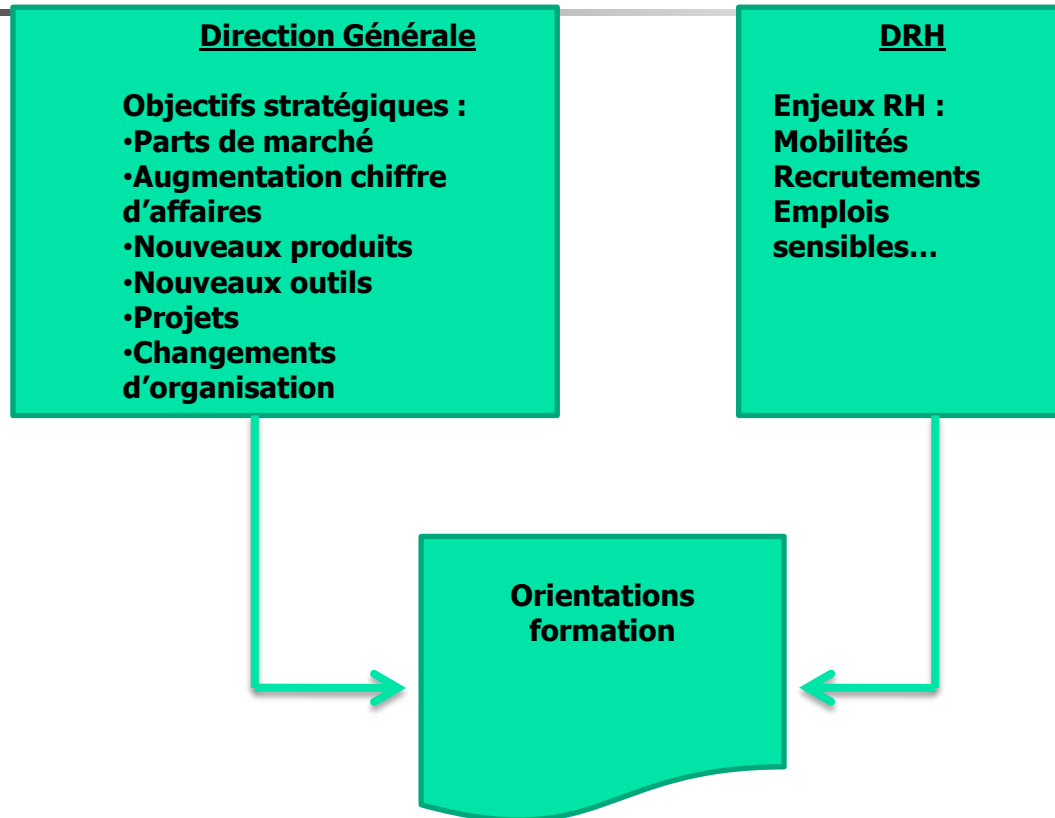 Direction Générale
Objectifs stratégiques :
•Parts de marché
•Augmentation chiffre
d’affaires
•Nouveaux produits
•Nouveaux outils
•Projets
•Changements
d’organisation
DRH
Enjeux RH :
Mobilités
Recrutements
Emplois
sensibles…
Orientations
formation